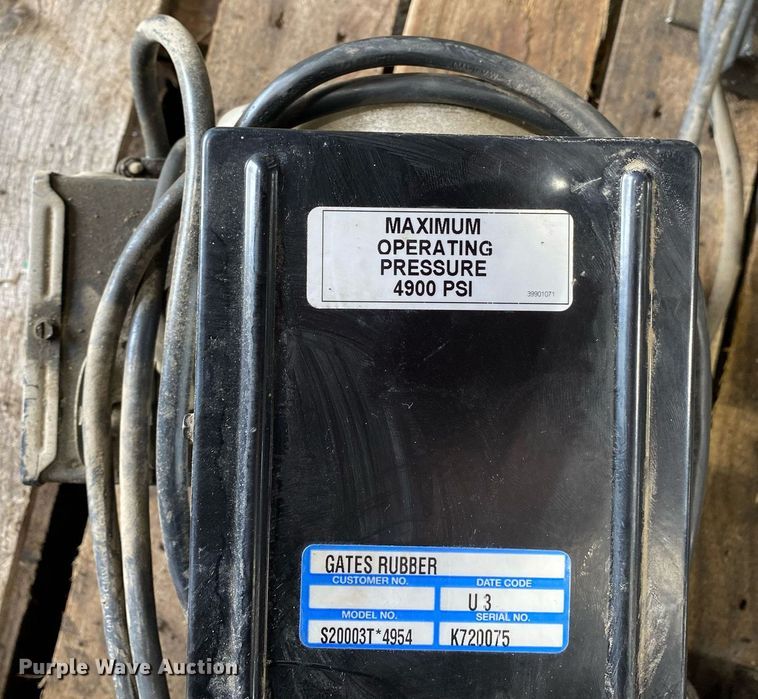 MAXIMUM
OPERATING
PRESSURE
4900 PSI
39901071
GATES RUBBER
CUSTOMER NO. DATE CODE
U 3
MODEL NO. SERIAL NO.
S20003T*4954 K720075
Purple Wave Auction